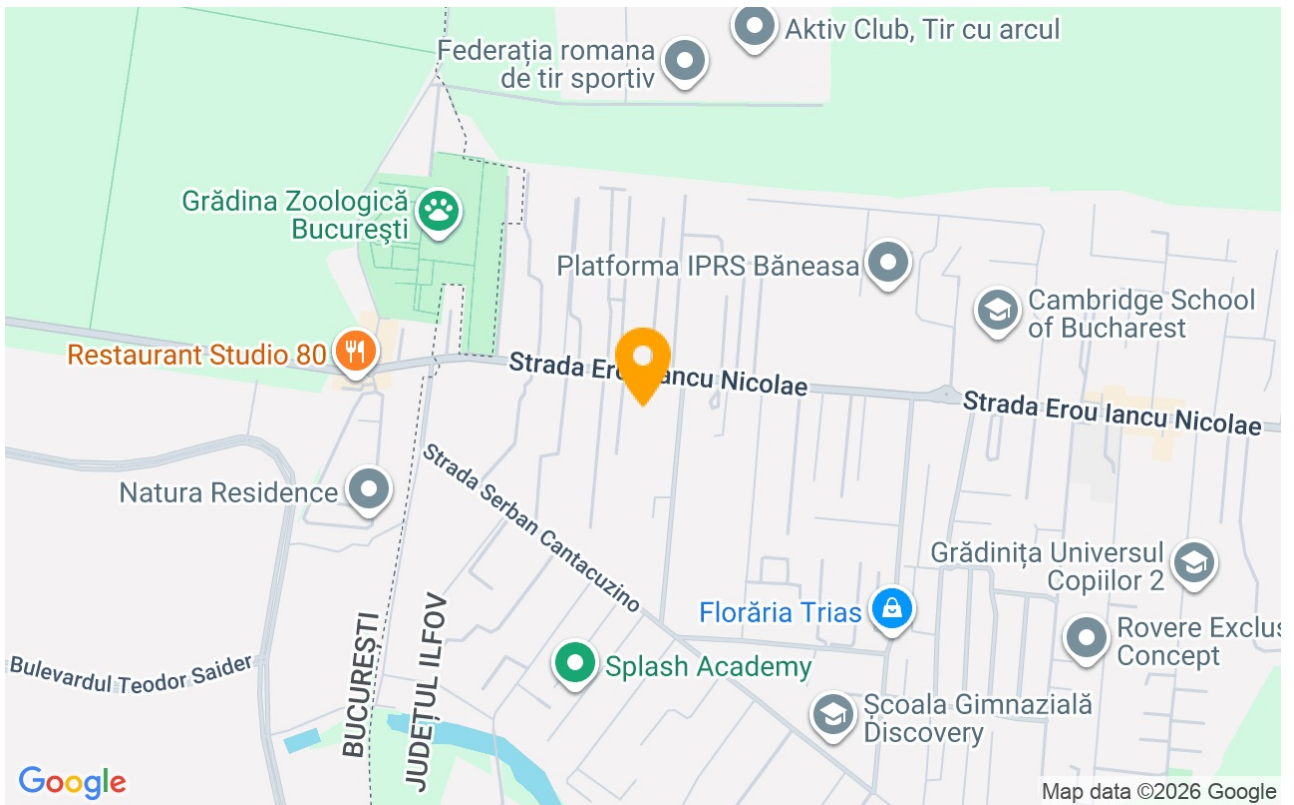 Aktiv Club, Tir cu arcul
Federația romana
de tir sportiv
Grădina Zoologică
București
Platforma IPRS Băneasa
Cambridge School
of Bucharest
Restaurant Studio 80
Strada Erou Iancu Nicolae
Strada Erou Iancu Nicolae
Strada Serban Cantacuzino
Natura Residence
Grădinița Universul
Copiilor 2
Florăria Trias
Rovere Exclus
Concept
BUCUREȘTI
JUDEȚUL ILFOV
Bulevardul Teodor Saider
Splash Academy
Scoala Gimnazială
Discovery
Google
Map data ©2026 Google